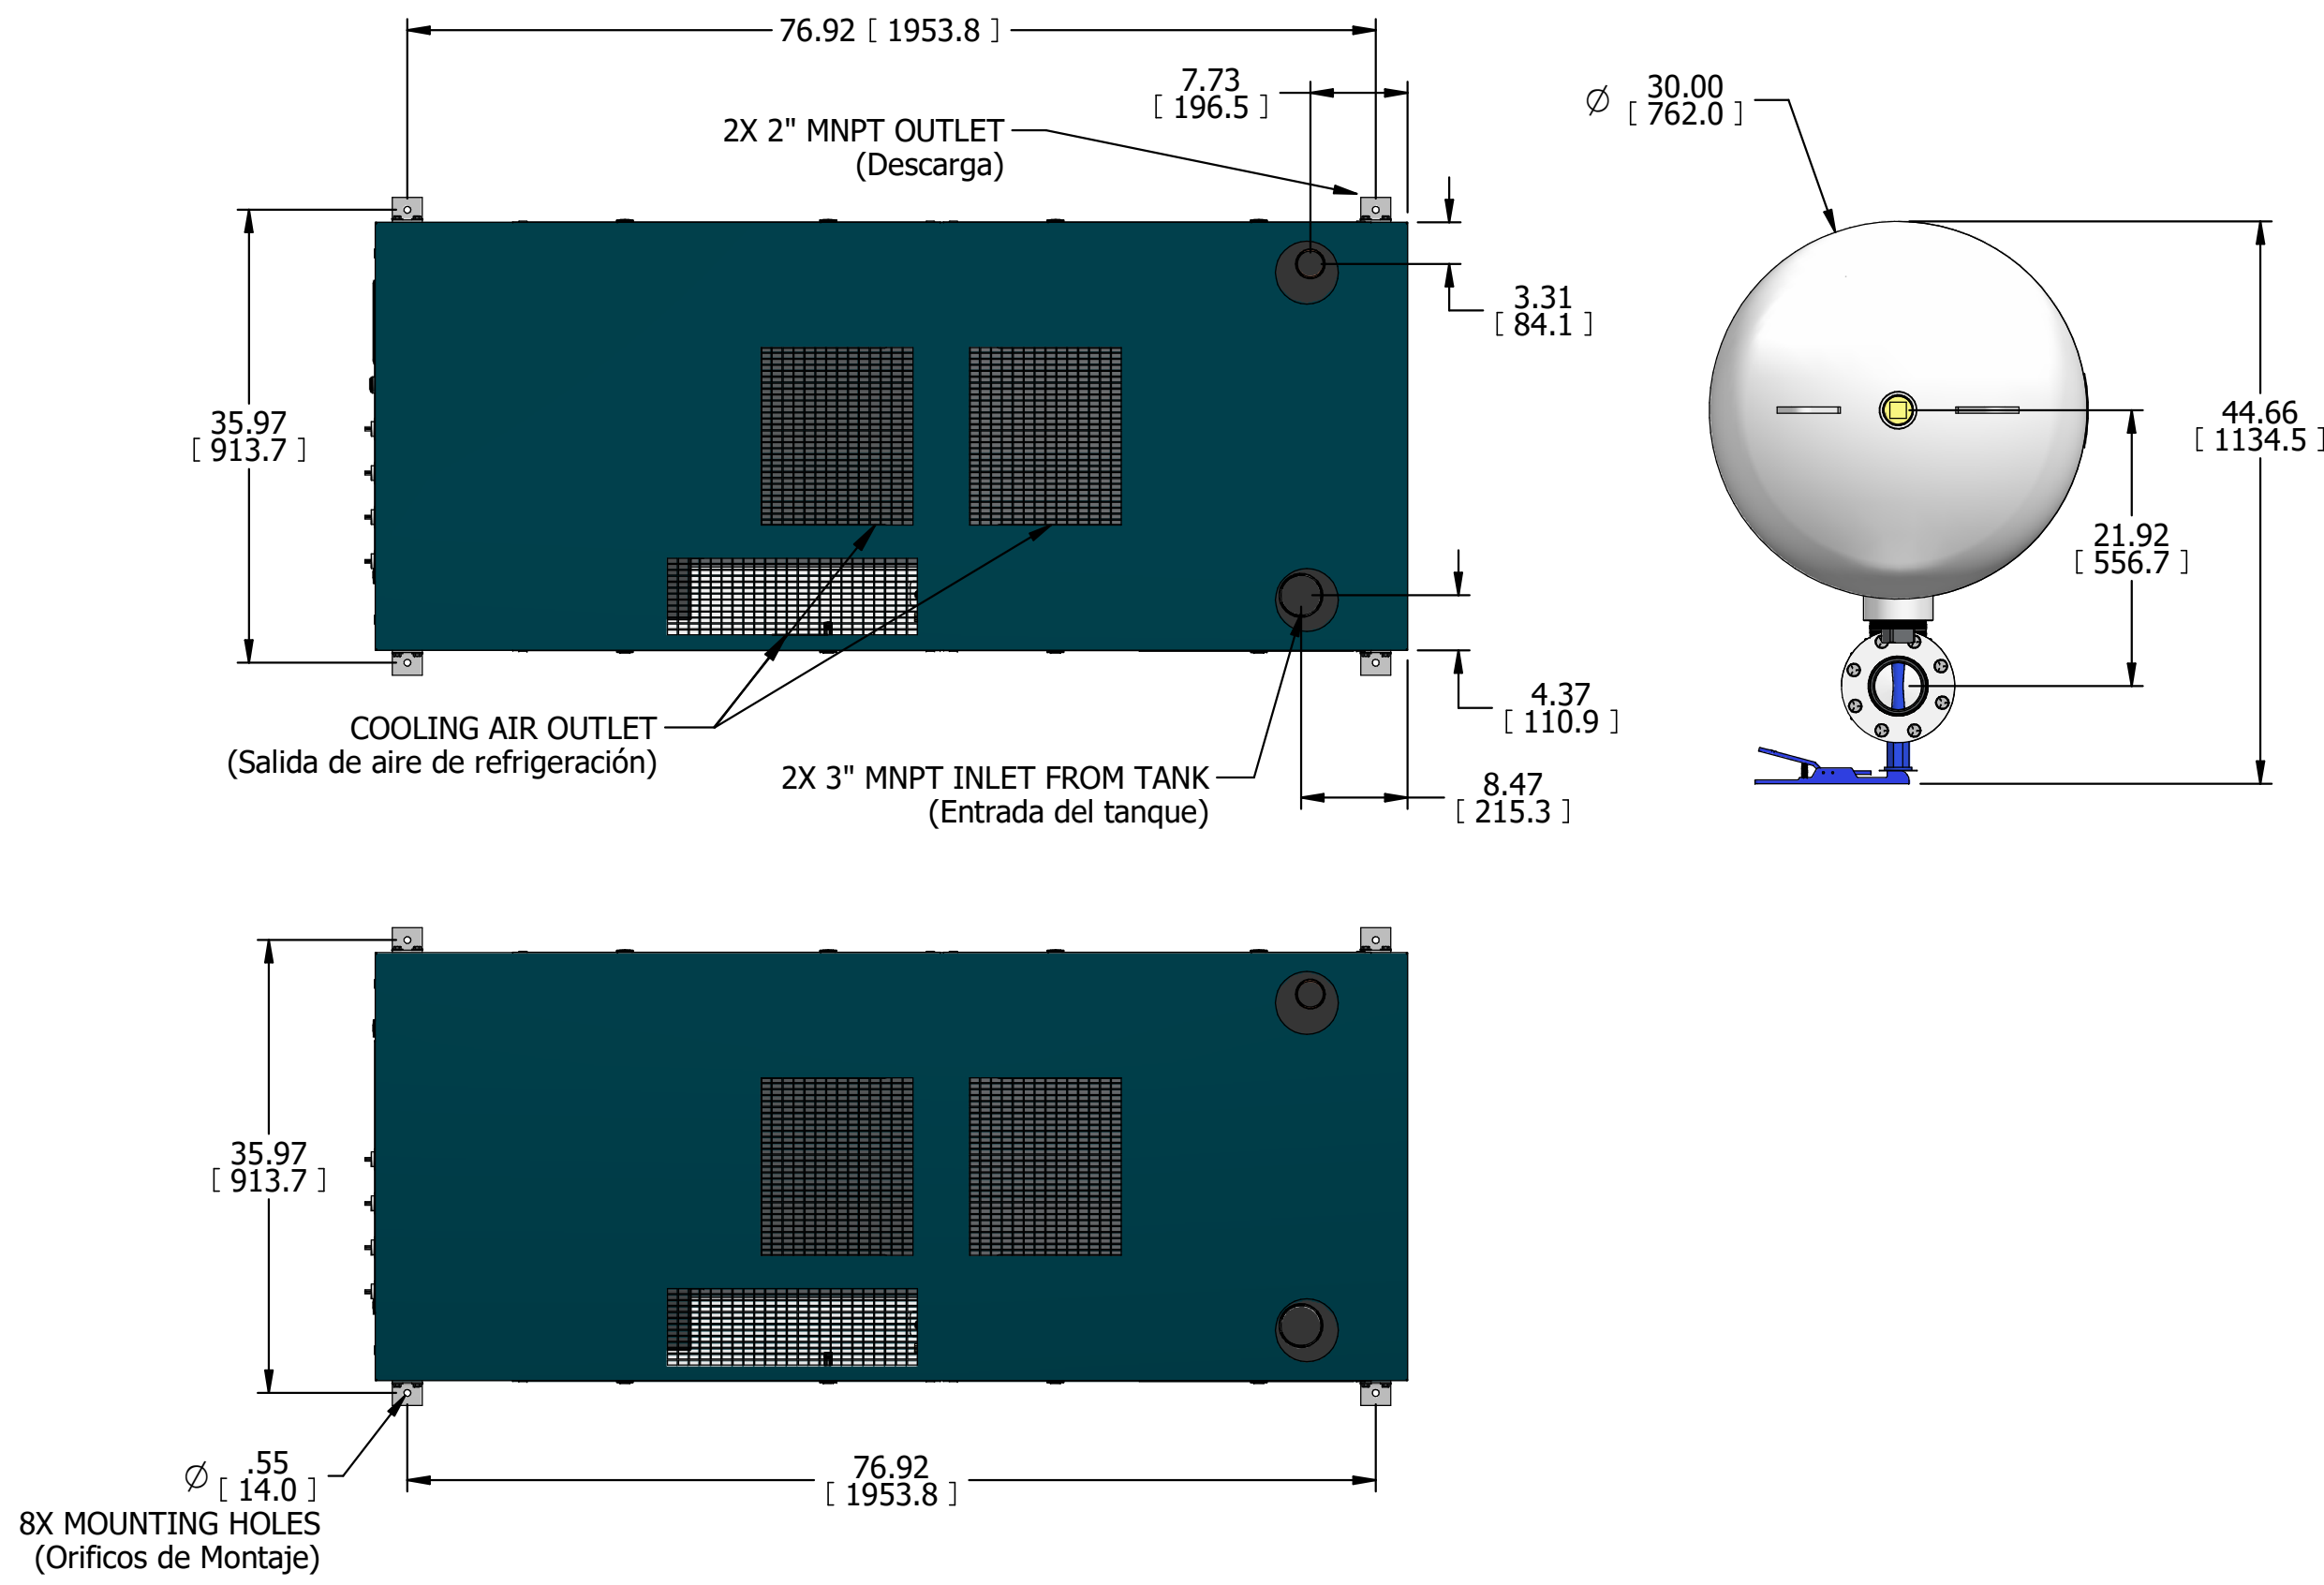 76.92 [ 1953.8 ]
7.73
[ 196.5 ]
2X 2" MNPT OUTLET
(Descarga)
Ø 30.00
[ 762.0 ]
3.31
[ 84.1 ]
35.97
[ 913.7 ]
44.66
[ 1134.5 ]
21.92
[ 556.7 ]
4.37
[ 110.9 ]
COOLING AIR OUTLET
(Salida de aire de refrigeración)
2X 3" MNPT INLET FROM TANK
(Entrada del tanque)
8.47
[ 215.3 ]
35.97
[ 913.7 ]
Ø .55
[ 14.0 ]
8X MOUNTING HOLES
(Orificos de Montaje)
76.92
[ 1953.8 ]